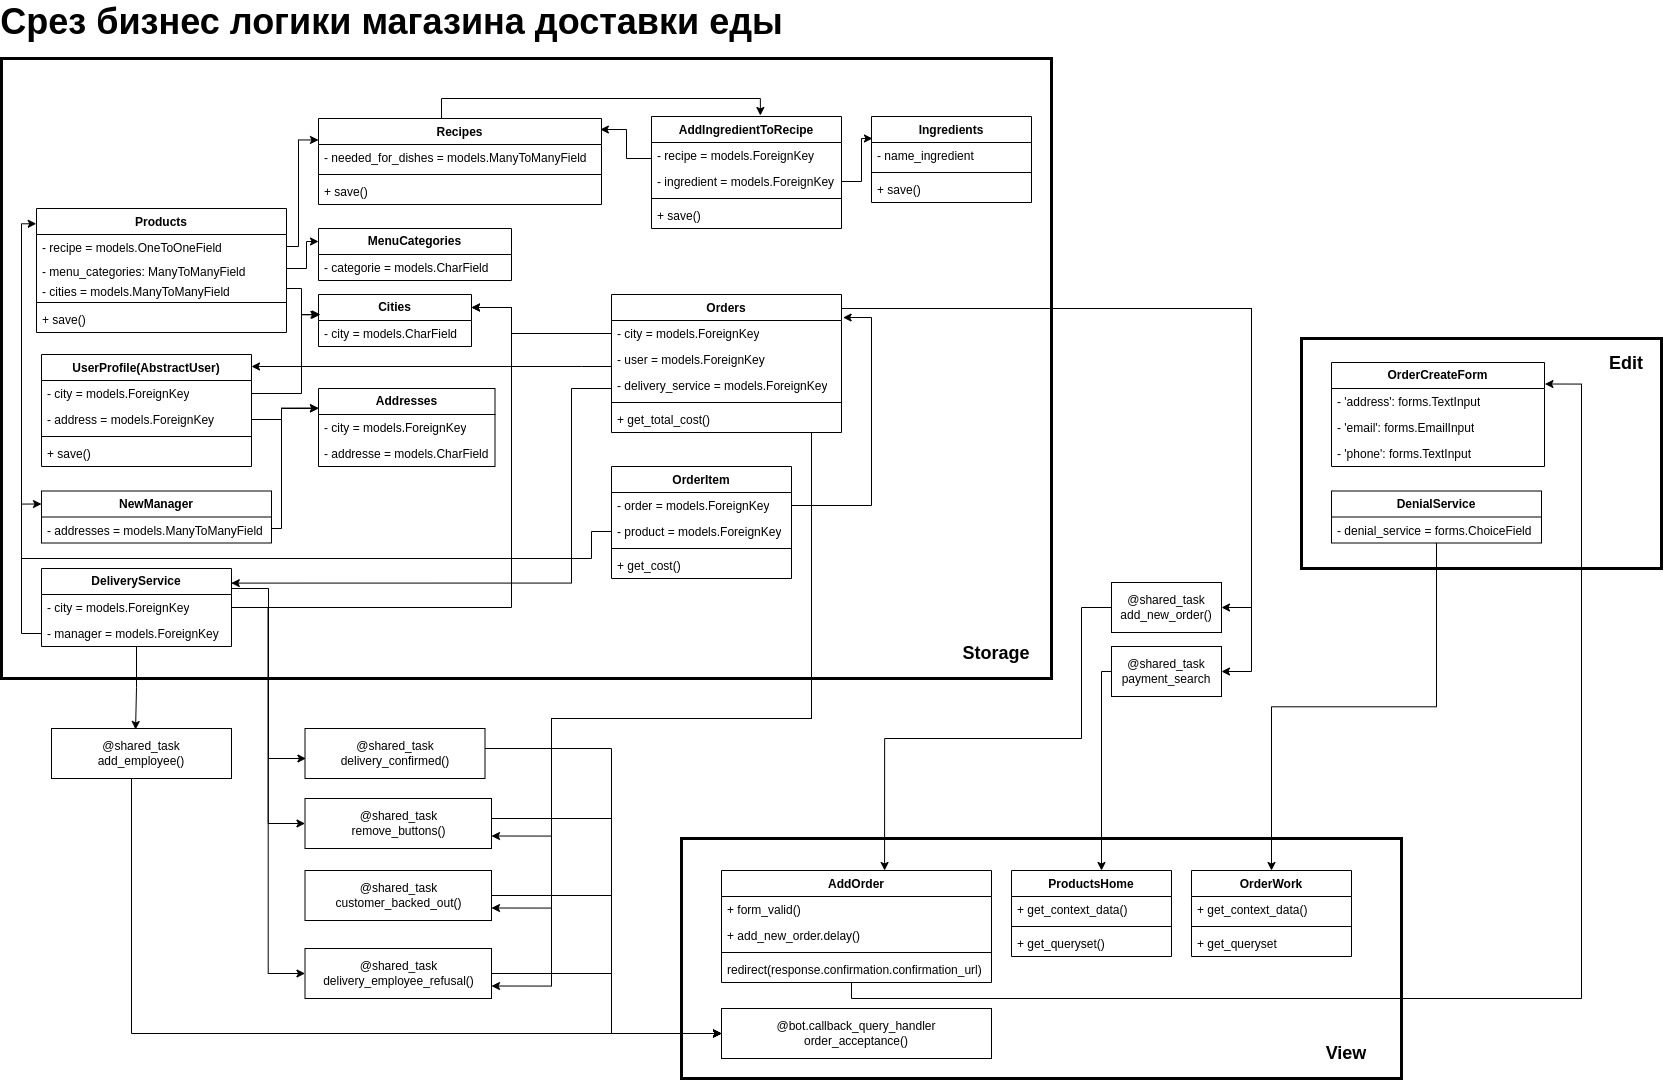 Срез бизнес логики магазина доставки еды
Recipes
- needed_for_dishes = models.ManyToManyField
+ save()
AddIngredientToRecipe
- recipe = models.ForeignKey
- ingredient = models.ForeignKey
+ save()
Ingredients
- name_ingredient
+ save()
Products
- recipe = models.OneToOneField
- menu_categories: ManyToManyField
- cities = models.ManyToManyField
+ save()
MenuCategories
- categorie = models.CharField
Cities
- city = models.CharField
Orders
- city = models.ForeignKey
- user = models.ForeignKey
- delivery_service = models.ForeignKey
+ get_total_cost()
UserProfile(AbstractUser)
- city = models.ForeignKey
- address = models.ForeignKey
+ save()
Addresses
- city = models.ForeignKey
- addresse = models.CharField
OrderItem
- order = models.ForeignKey
- product = models.ForeignKey
+ get_cost()
NewManager
- addresses = models.ManyToManyField
DeliveryService
- city = models.ForeignKey
- manager = models.ForeignKey
Storage
Edit
OrderCreateForm
- 'address': forms.TextInput
- 'email': forms.EmailInput
- 'phone': forms.TextInput
DenialService
- denial_service = forms.ChoiceField
@shared_task
add_new_order()
@shared_task
payment_search
@shared_task
add_employee()
@shared_task
delivery_confirmed()
@shared_task
remove_buttons()
@shared_task
customer_backed_out()
@shared_task
delivery_employee_refusal()
AddOrder
+ form_valid()
+ add_new_order.delay()
redirect(response.confirmation.confirmation_url)
ProductsHome
+ get_context_data()
+ get_queryset()
OrderWork
+ get_context_data()
+ get_queryset
@bot.callback_query_handler
order_acceptance()
View